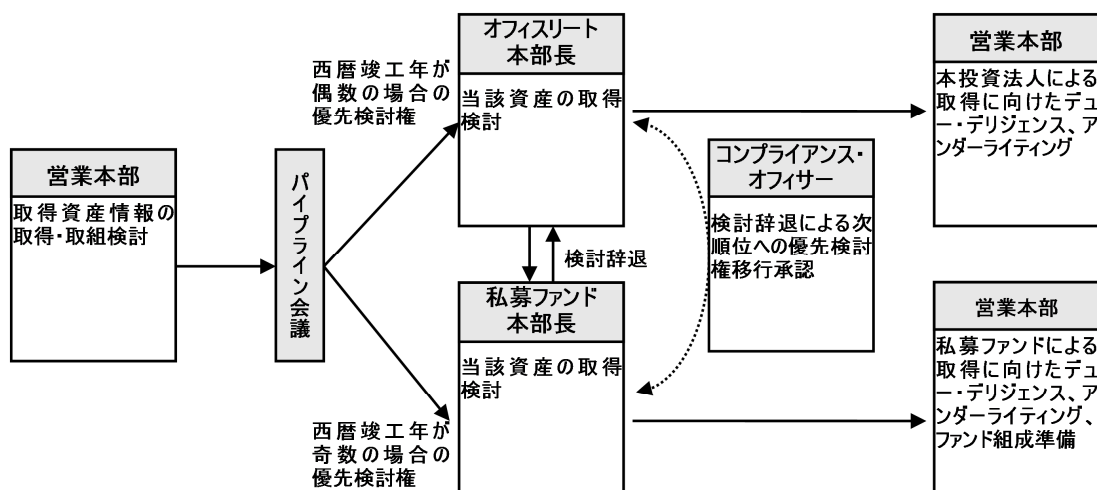 営業本部
取得資産情報の
取得・取組検討
パイプライン会議
西暦竣工年が
偶数の場合の
優先検討権
西暦竣工年が
奇数の場合の
優先検討権
オフィスリート
本部長
当該資産の取得
検討
検討辞退
私募ファンド
本部長
当該資産の取得
検討
コンプライアンス・
オフィサー
検討辞退による次
順位への優先検討
権移行承認
営業本部
本投資法人による
取得に向けたデュ
ー・デリジェンス、ア
ンダーライティング
営業本部
私募ファンドによる
取得に向けたデュ
ー・デリジェンス、ア
ンダーライティング、
ファンド組成準備